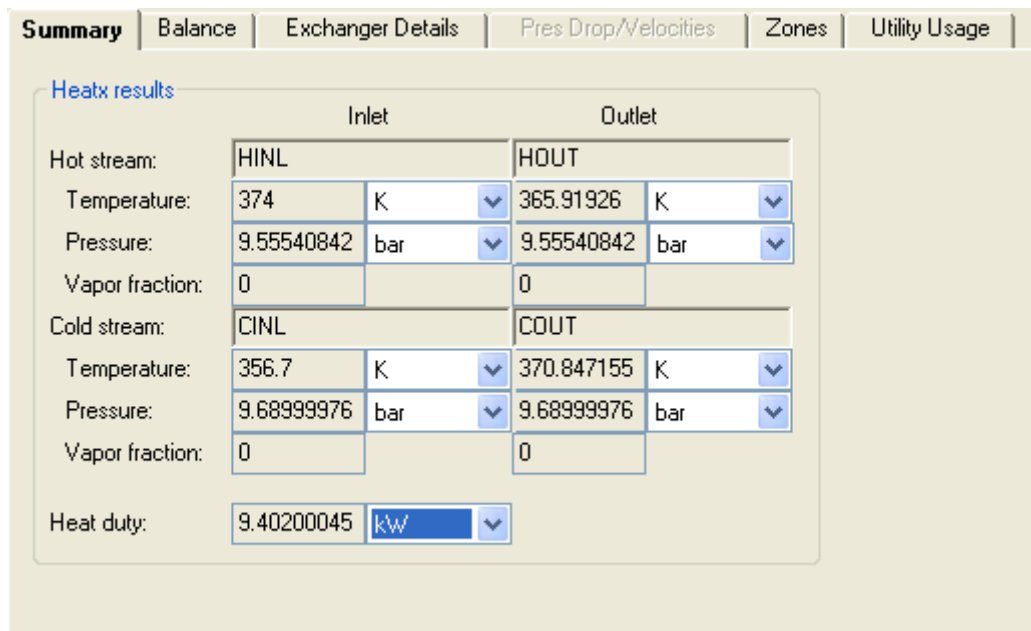 Summary Balance Exchanger Details Pres Drop/Velocities Zones Utility Usage
Heatx results
Inlet Outlet
Hot stream: HINL HOUT
Temperature: 374 K 365.91926 K
Pressure: 9.55540842 bar 9.55540842 bar
Vapor fraction: 0 0
Cold stream: CINL COUT
Temperature: 356.7 K 370.847155 K
Pressure: 9.68999976 bar 9.68999976 bar
Vapor fraction: 0 0
Heat duty: 9.40200045 kW